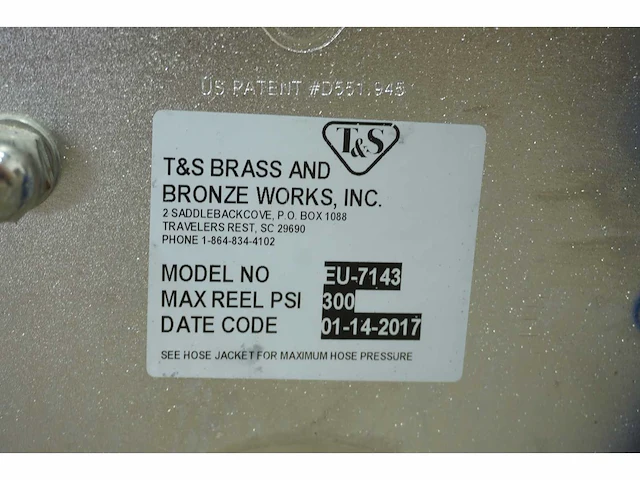 US PATENT #D551,945
T&S
T&S BRASS AND
BRONZE WORKS, INC.
2 SADDLEBACKCOVE, P.O. BOX 1088
TRAVELERS REST, SC 29690
PHONE 1-864-834-4102
MODEL NO EU-7143
MAX REEL PSI 300
DATE CODE 01-14-2017
SEE HOSE JACKET FOR MAXIMUM HOSE PRESSURE